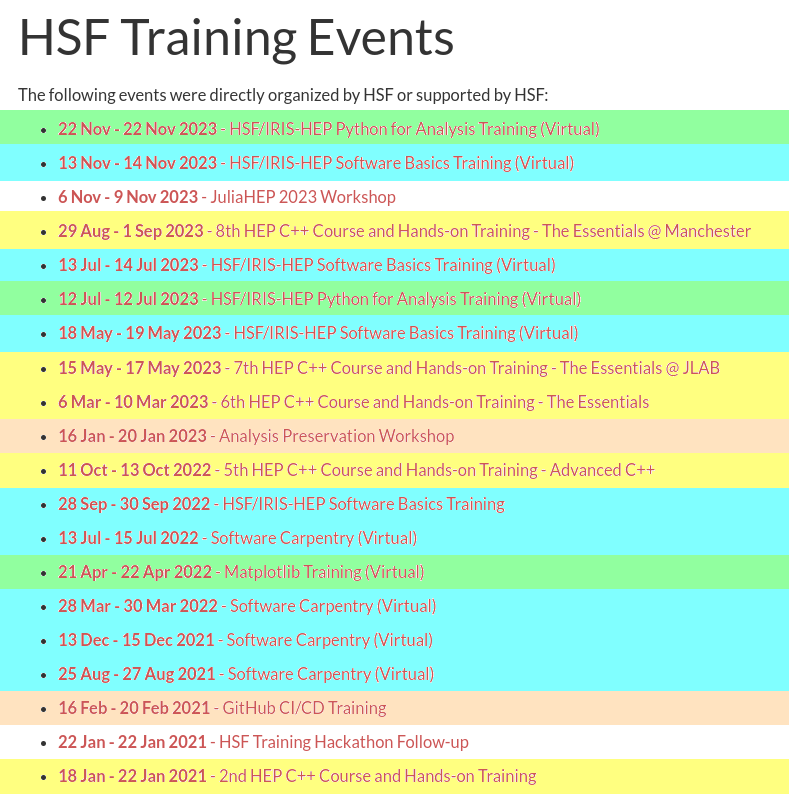 HSF Training Events
The following events were directly organized by HSF or supported by HSF:
• 22 Nov - 22 Nov 2023 - HSF/IRIS-HEP Python for Analysis Training (Virtual)
• 13 Nov - 14 Nov 2023 - HSF/IRIS-HEP Software Basics Training (Virtual)
• 6 Nov - 9 Nov 2023 - JuliaHEP 2023 Workshop
• 29 Aug - 1 Sep 2023 - 8th HEP C++ Course and Hands-on Training - The Essentials @ Manchester
• 13 Jul - 14 Jul 2023 - HSF/IRIS-HEP Software Basics Training (Virtual)
• 12 Jul - 12 Jul 2023 - HSF/IRIS-HEP Python for Analysis Training (Virtual)
• 18 May - 19 May 2023 - HSF/IRIS-HEP Software Basics Training (Virtual)
• 15 May - 17 May 2023 - 7th HEP C++ Course and Hands-on Training - The Essentials @ JLAB
• 6 Mar - 10 Mar 2023 - 6th HEP C++ Course and Hands-on Training - The Essentials
• 16 Jan - 20 Jan 2023 - Analysis Preservation Workshop
• 11 Oct - 13 Oct 2022 - 5th HEP C++ Course and Hands-on Training - Advanced C++
• 28 Sep - 30 Sep 2022 - HSF/IRIS-HEP Software Basics Training
• 13 Jul - 15 Jul 2022 - Software Carpentry (Virtual)
• 21 Apr - 22 Apr 2022 - Matplotlib Training (Virtual)
• 28 Mar - 30 Mar 2022 - Software Carpentry (Virtual)
• 13 Dec - 15 Dec 2021 - Software Carpentry (Virtual)
• 25 Aug - 27 Aug 2021 - Software Carpentry (Virtual)
• 16 Feb - 20 Feb 2021 - GitHub CI/CD Training
• 22 Jan - 22 Jan 2021 - HSF Training Hackathon Follow-up
• 18 Jan - 22 Jan 2021 - 2nd HEP C++ Course and Hands-on Training